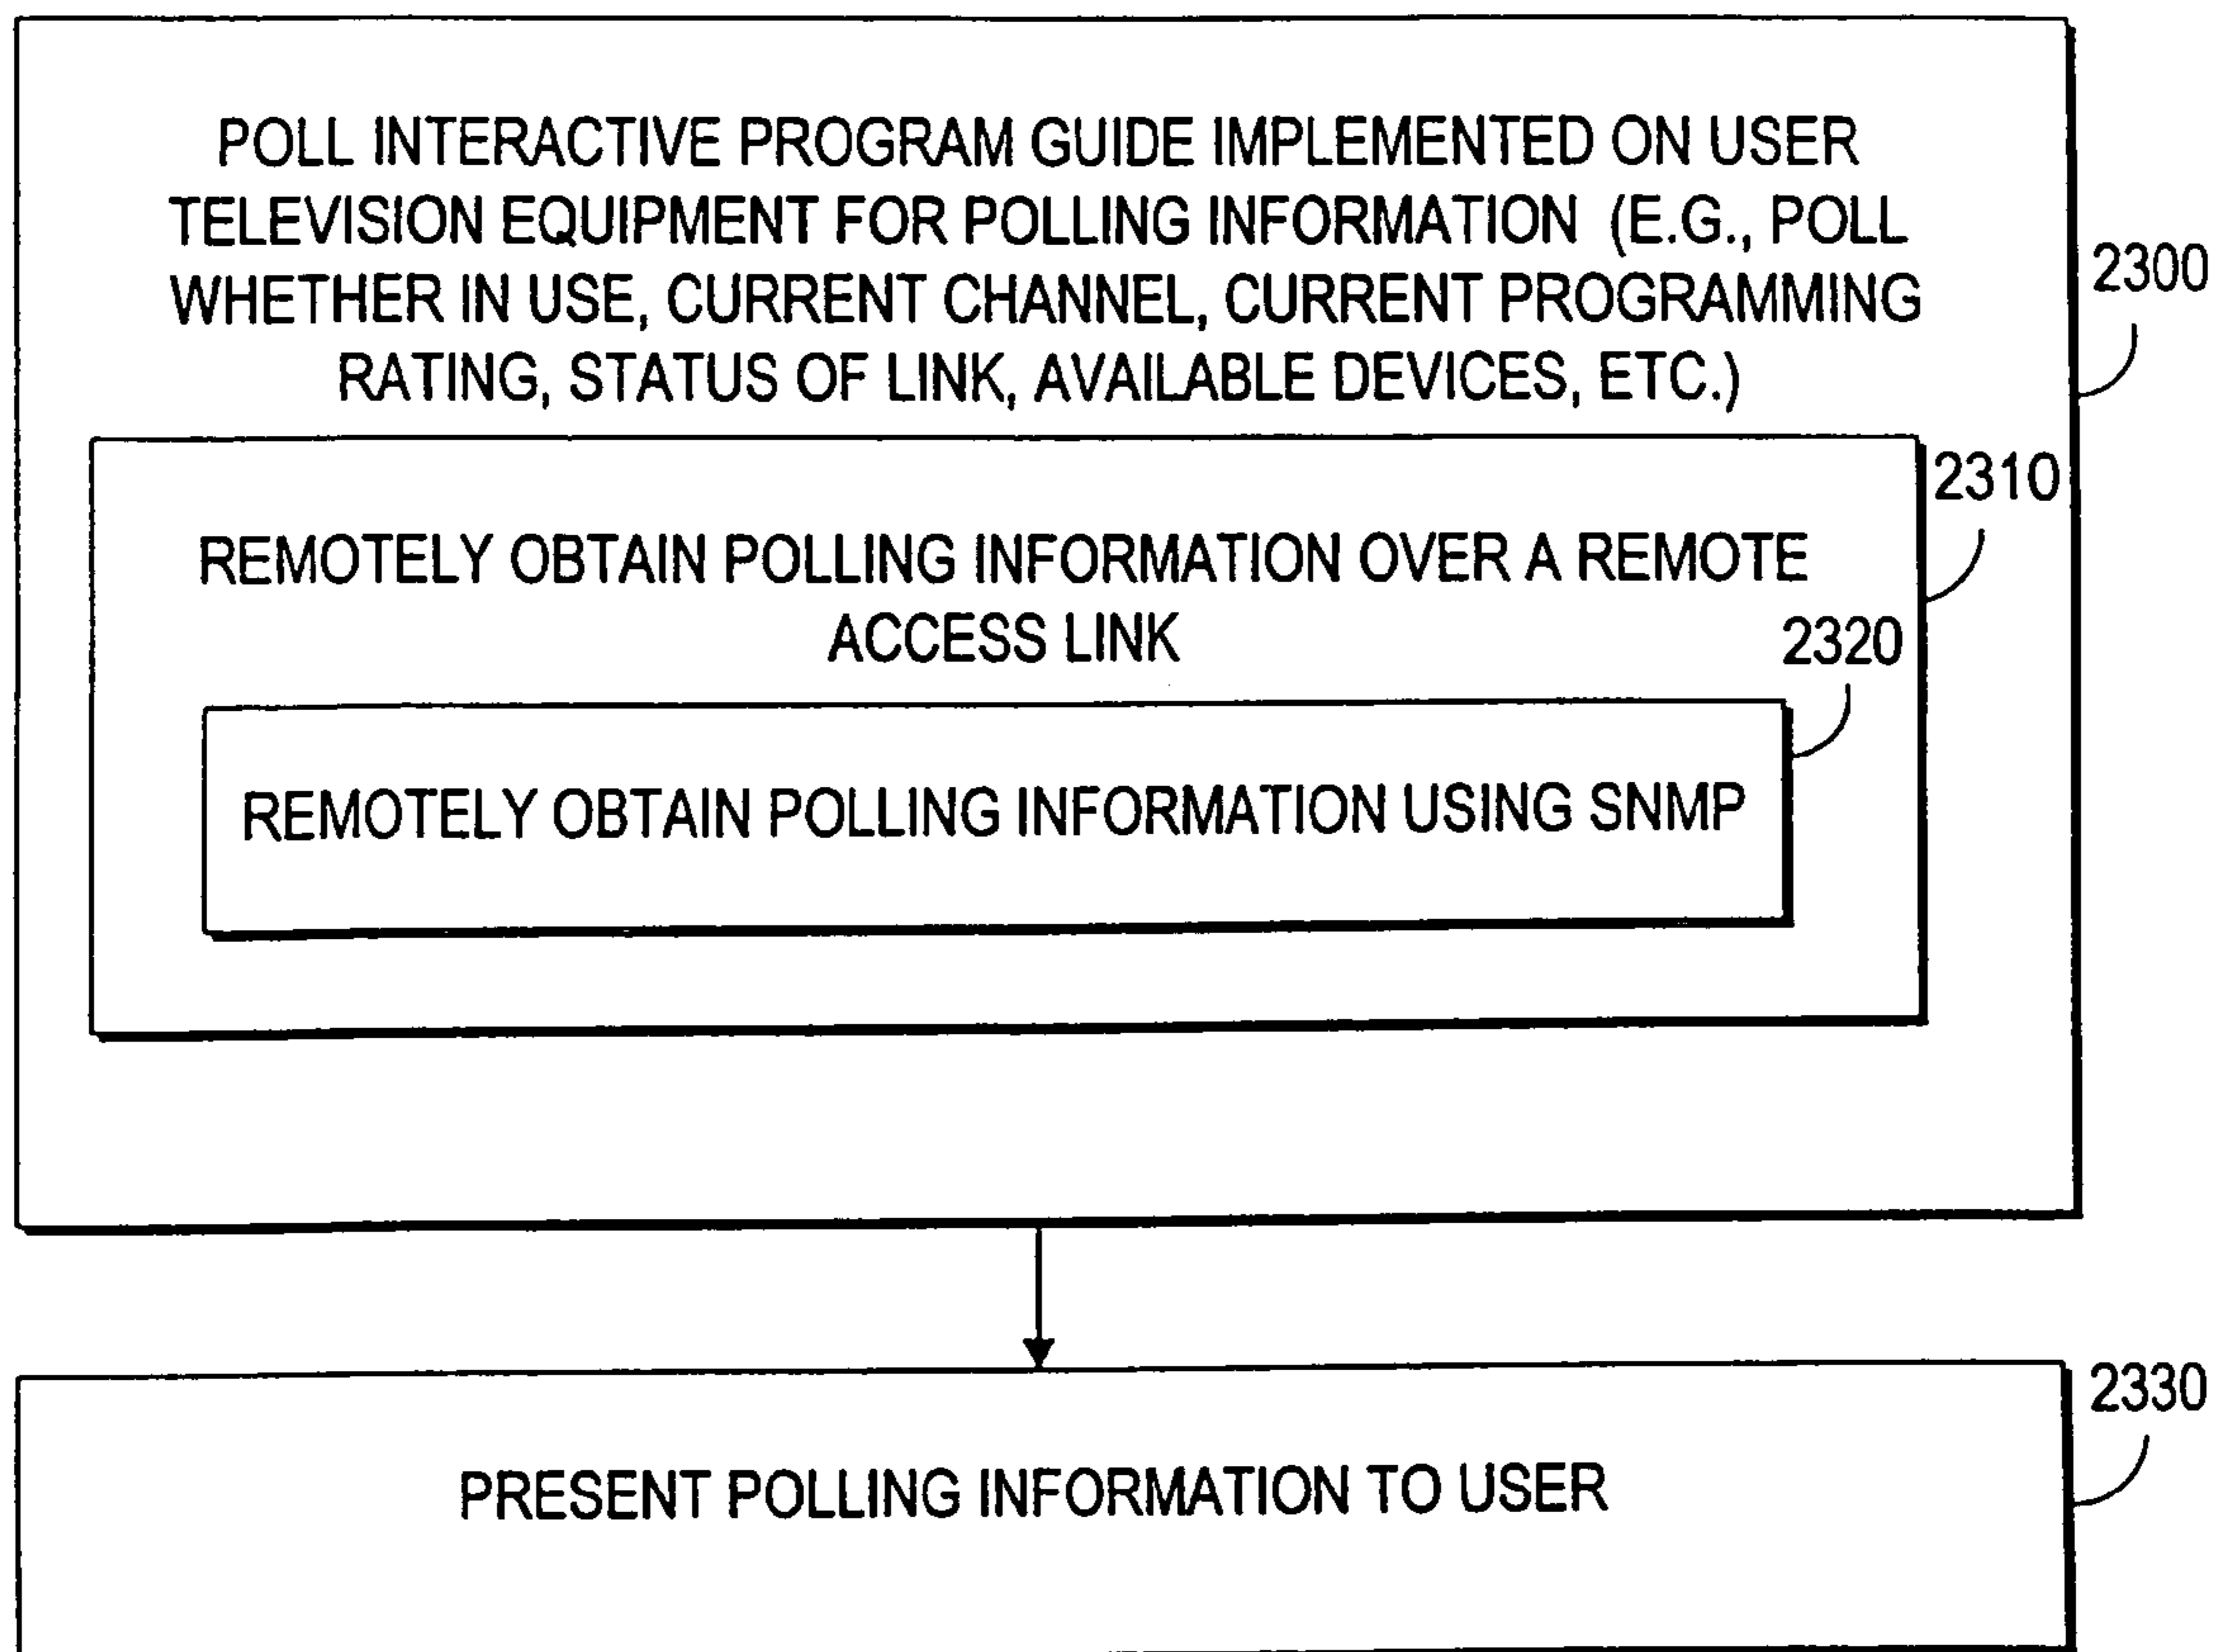 POLL INTERACTIVE PROGRAM GUIDE IMPLEMENTED ON USER
TELEVISION EQUIPMENT FOR POLLING INFORMATION (E.G., POLL
WHETHER IN USE, CURRENT CHANNEL, CURRENT PROGRAMMING
RATING, STATUS OF LINK, AVAILABLE DEVICES, ETC.)
2300
2310
REMOTELY OBTAIN POLLING INFORMATION OVER A REMOTE
ACCESS LINK
2320
REMOTELY OBTAIN POLLING INFORMATION USING SNMP
2330
PRESENT POLLING INFORMATION TO USER